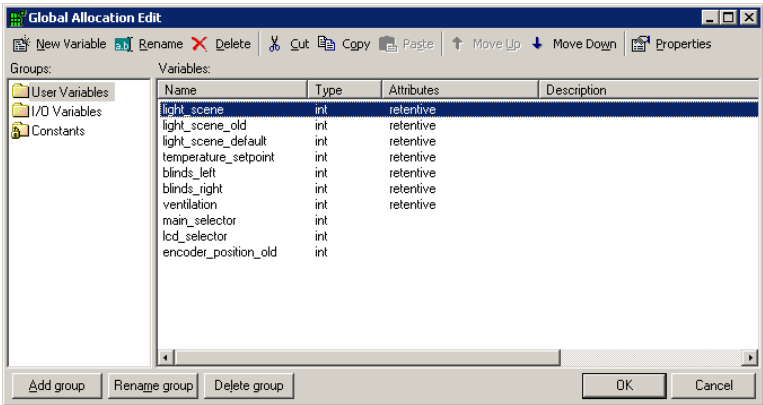 Global Allocation Edit
New Variable Rename Delete Cut Copy Paste Move Up Move Down Properties
Groups: Variables:
User Variables
I/O Variables
Constants
Name Type Attributes Description
light_scene int retentive
light_scene_old int retentive
light_scene_default int retentive
temperature_setpoint int retentive
blinds_left int retentive
blinds_right int retentive
ventilation int retentive
main_selector int
lcd_selector int
encoder_position_old int
Add group Rename group Delete group OK Cancel